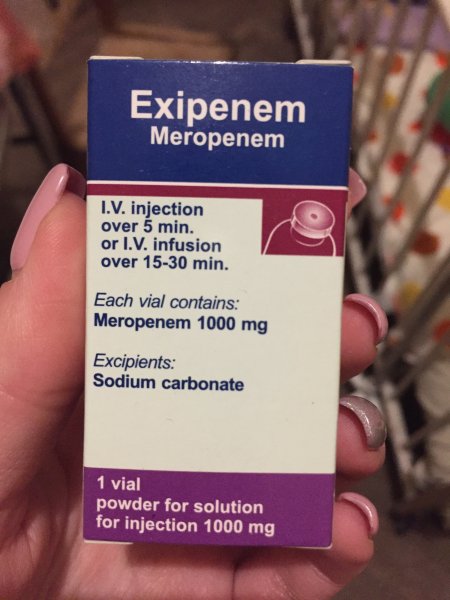 Exipenem
Meropenem
I.V. injection
over 5 min.
or I.V. infusion
over 15-30 min.
Each vial contains:
Meropenem 1000 mg
Excipients:
Sodium carbonate
1 vial
powder for solution
for injection 1000 mg